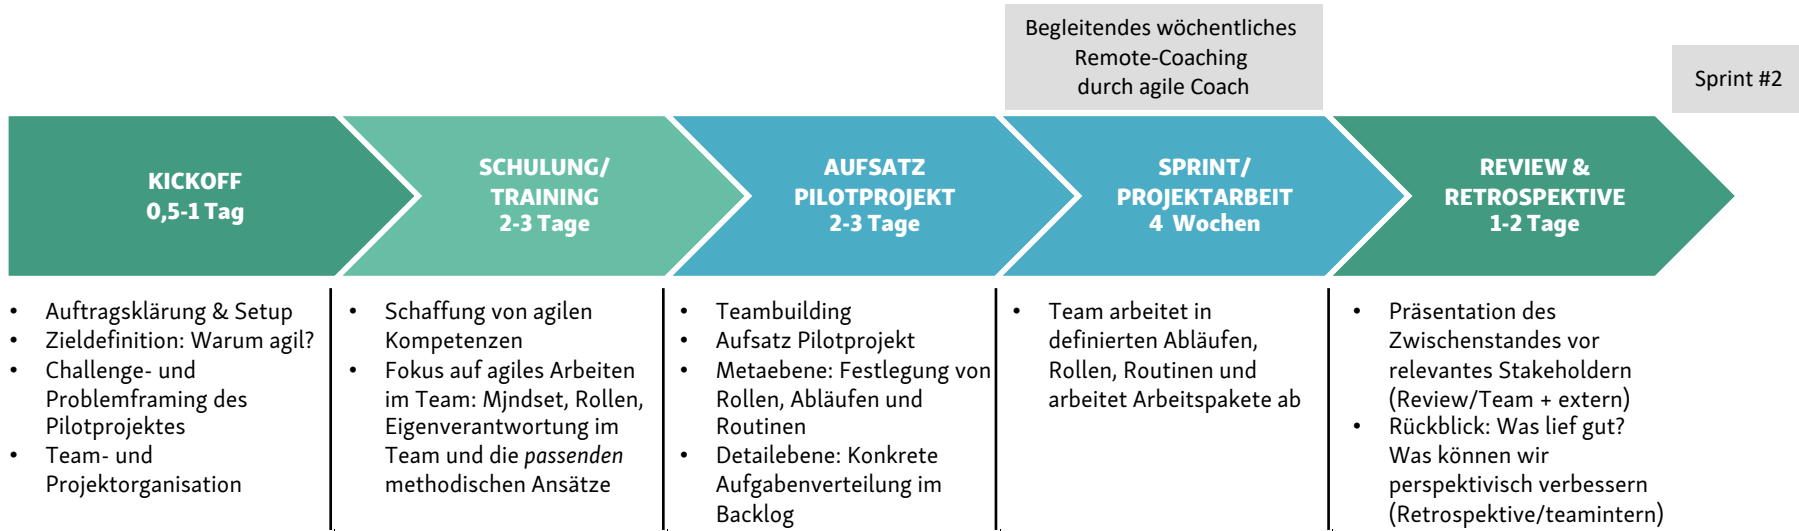 Begleitendes wöchentliches
Remote-Coaching
durch agile Coach
Sprint #2
KICKOFF
0,5-1 Tag
SCHULUNG/
TRAINING
2-3 Tage
AUFSATZ
PILOTPROJEKT
2-3 Tage
SPRINT/
PROJEKTARBEIT
4 Wochen
REVIEW &
RETROSPEKTIVE
1-2 Tage
• Auftragsklärung & Setup
• Zieldefinition: Warum agil?
• Challenge- und
Problemframing des
Pilotprojektes
• Team- und
Projektorganisation
• Schaffung von agilen
Kompetenzen
• Fokus auf agiles Arbeiten
im Team: Mjndset, Rollen,
Eigenverantwortung im
Team und die passenden
methodischen Ansätze
• Teambuilding
• Aufsatz Pilotprojekt
• Metaebene: Festlegung von
Rollen, Abläufen und
Routinen
• Detailebene: Konkrete
Aufgabenverteilung im
Backlog
• Team arbeitet in
definierten Abläufen,
Rollen, Routinen und
arbeitet Arbeitspakete ab
• Präsentation des
Zwischenstandes vor
relevantes Stakeholdern
(Review/Team + extern)
• Rückblick: Was lief gut?
Was können wir
perspektivisch verbessern
(Retrospektive/teamintern)